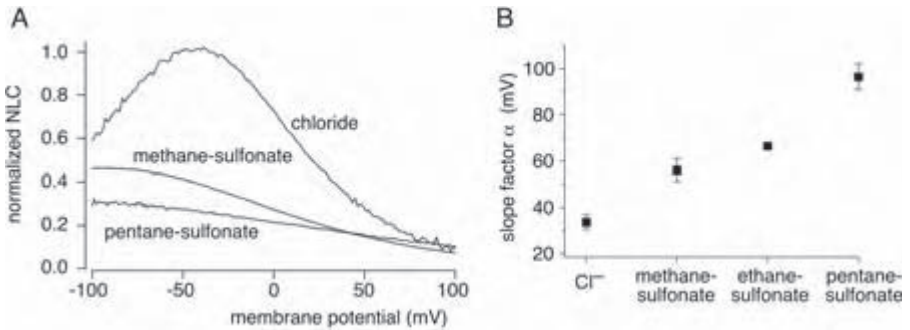 A
normalized NLC
1.0
0.8
0.6
0.4
0.2
0.0
chloride
methane-sulfonate
pentane-sulfonate
-100
-50
0
50
100
membrane potential (mV)
B
slope factor α (mV)
100
80
60
40
20
Cl−
methane-
sulfonate
ethane-
sulfonate
pentane-
sulfonate